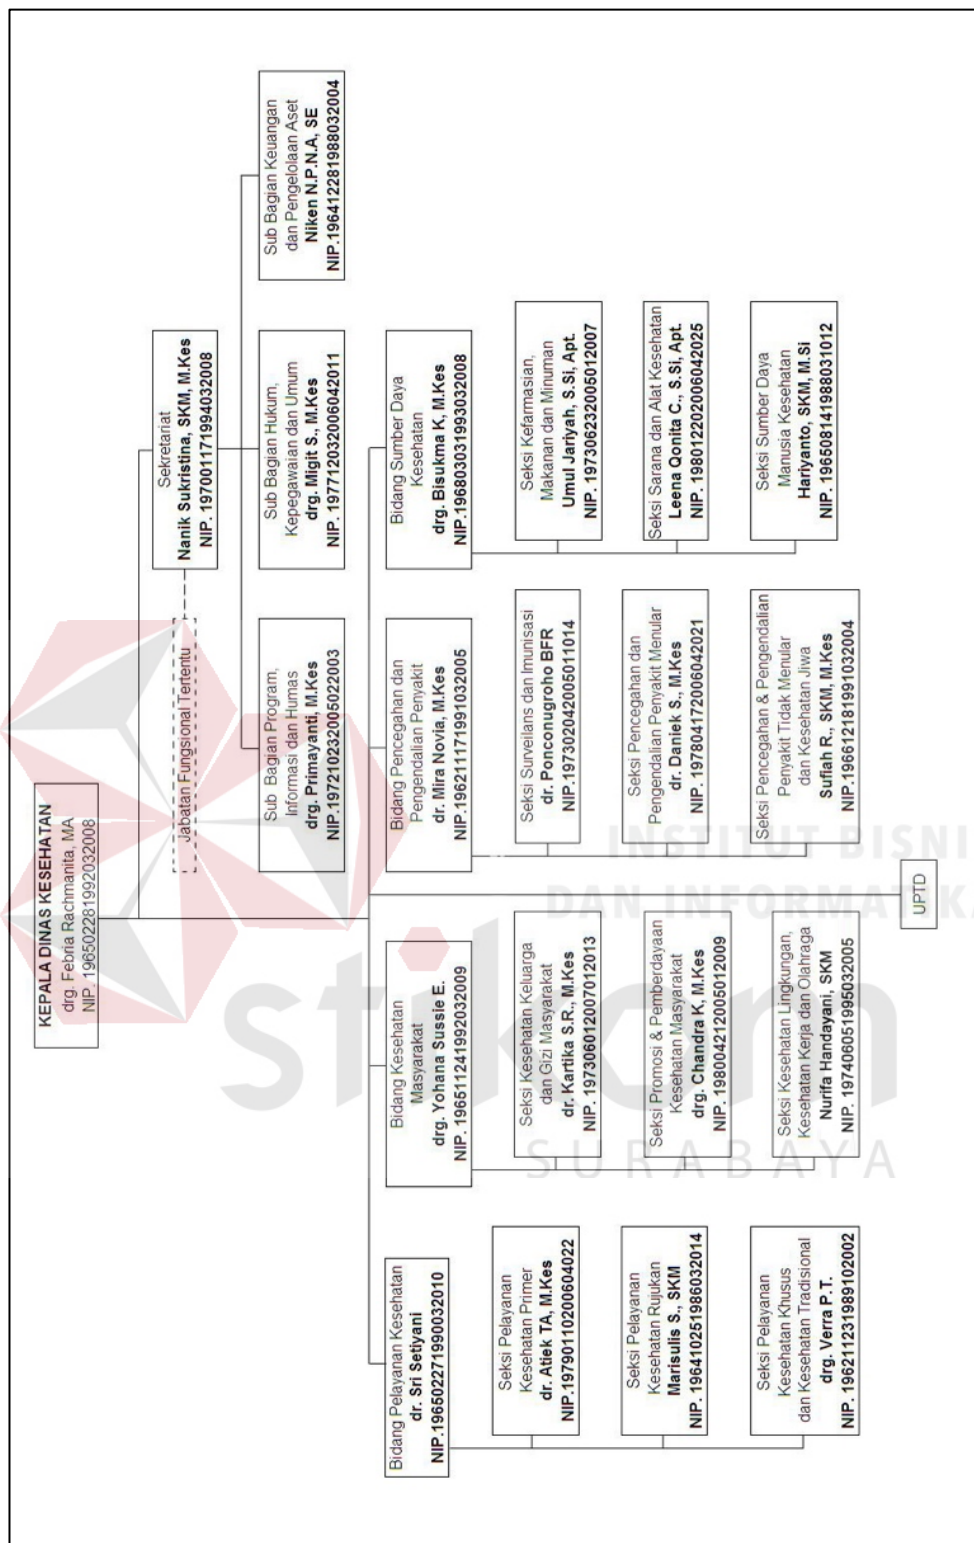 KEPALA DINAS KESEHATAN
drg. Febria Rachmanita, MA
NIP. 196502281992032008
Sekretariat
Nanik Sukristina, SKM, M.Kes
NIP. 197001171994032008
Jabatan Fungsional Tertentu
Sub Bagian Program,
Informasi dan Humas
drg. Primayanti, M.Kes
NIP.197210232005022003
Sub Bagian Hukum,
Kepegawaian dan Umum
drg. Migit S., M.Kes
NIP. 197712032006042011
Sub Bagian Keuangan
dan Pengelolaan Aset
Niken N.P.N.A, SE
NIP.196412281988032004
Bidang Pelayanan Kesehatan
dr. Sri Setiyani
NIP.196502271990032010
Seksi Pelayanan
Kesehatan Primer
dr. Atiek TA, M.Kes
NIP.197901102006604022
Seksi Pelayanan
Kesehatan Rujukan
Marisulis S., SKM
NIP. 196410251986032014
Seksi Pelayanan
Kesehatan Khusus
dan Kesehatan Tradisional
drg. Verra P.T.
NIP. 196211231989102002
Bidang Kesehatan
Masyarakat
drg. Yohana Sussie E.
NIP. 196511241992032009
Seksi Kesehatan Keluarga
dan Gizi Masyarakat
dr. Kartika S.R., M.Kes
NIP. 197306012007012013
Seksi Promosi & Pemberdayaan
Kesehatan Masyarakat
drg. Chandra K, M.Kes
NIP. 198004212005012009
Seksi Kesehatan Lingkungan,
Kesehatan Kerja dan Olahraga
Nurifa Handayani, SKM
NIP. 197406051995032005
Bidang Pencegahan dan
Pengendalian Penyakit
dr. Mira Novia, M.Kes
NIP.196211171991032005
Seksi Surveilans dan Imunisasi
dr. Ponconugroho BFR
NIP.197302042005011014
Seksi Pencegahan dan
Pengendalian Penyakit Menular
dr. Daniek S., M.Kes
NIP. 197804172006042021
Seksi Pencegahan & Pengendalian
Penyakit Tidak Menular
dan Kesehatan Jiwa
Sufiah R., SKM, M.Kes
NIP. 196612181991032004
Bidang Sumber Daya
Kesehatan
drg. Bisukma K, M.Kes
NIP.196803031993032008
Seksi Kefarmasian,
Makanan dan Minuman
Umul Jariyah, S.Si, Apt.
NIP. 197306232005012007
Seksi Sarana dan Alat Kesehatan
Leena Qonita C., S.Si, Apt.
NIP. 198012202006042025
Seksi Sumber Daya
Manusia Kesehatan
Hariyanto, SKM, M.Si
NIP. 196508141988031012
UPTD
INSTITUT BISNI
DAN INFORMATIKA
stikom
SURABAYA